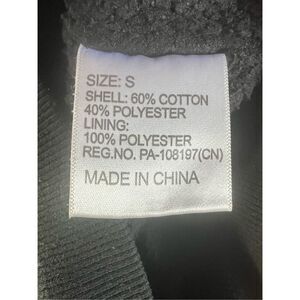 SIZE: S
SHELL: 60% COTTON
40% POLYESTER
LINING:
100% POLYESTER
REG.NO. PA-108197(CN)
MADE IN CHINA